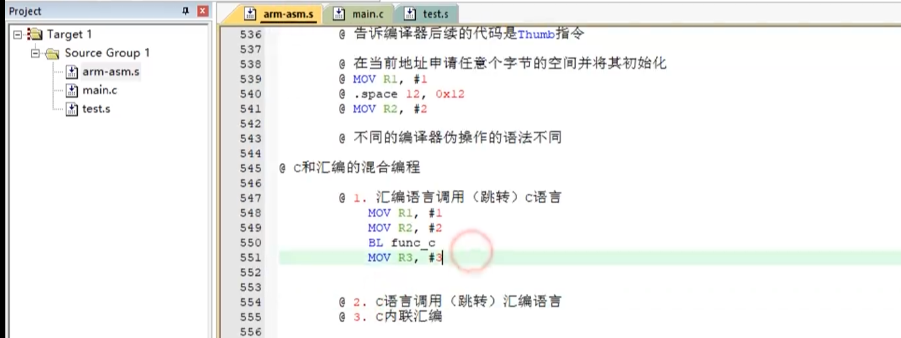 Project
Target 1
Source Group 1
arm-asm.s
main.c
test.s
arm-asm.s main.c test.s
536 @ 告诉编译器后续的代码是Thumb指令
537
538 @ 在当前地址申请任意个字节的空间并将其初始化
539 @ MOV R1, #1
540 @ .space 12, 0x12
541 @ MOV R2, #2
542
543 @ 不同的编译器伪操作的语法不同
544
545 @ C和汇编的混合编程
546
547 @ 1. 汇编语言调用（跳转）C语言
548 MOV R1, #1
549 MOV R2, #2
550 BL func_c
551 MOV R3, #3
552
553
554 @ 2. C语言调用（跳转）汇编语言
555 @ 3. C内联汇编
556